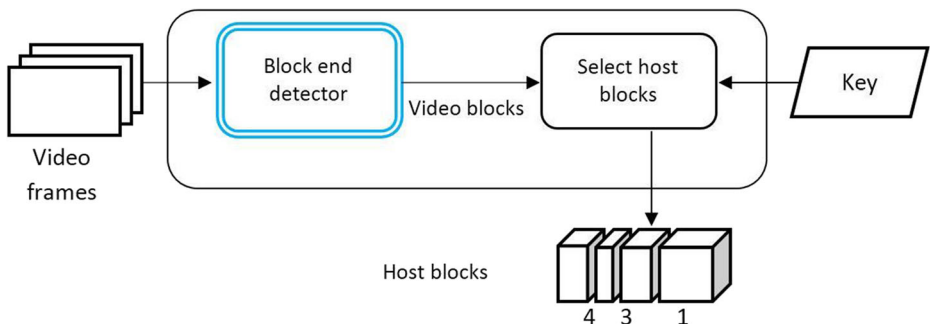 Block end
detector
Select host
blocks
Key
Video blocks
Video
frames
Host blocks
4 3 1